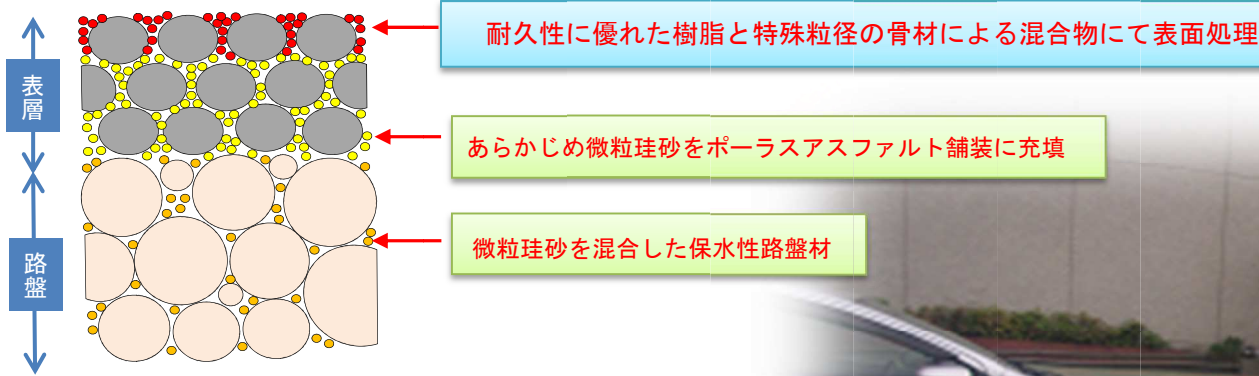 耐久性に優れた樹脂と特殊粒径の骨材による混合物にて表面処理
表層
あらかじめ微粒珪砂をポーラスアスファルト舗装に充填
微粒珪砂を混合した保水性路盤材
路盤